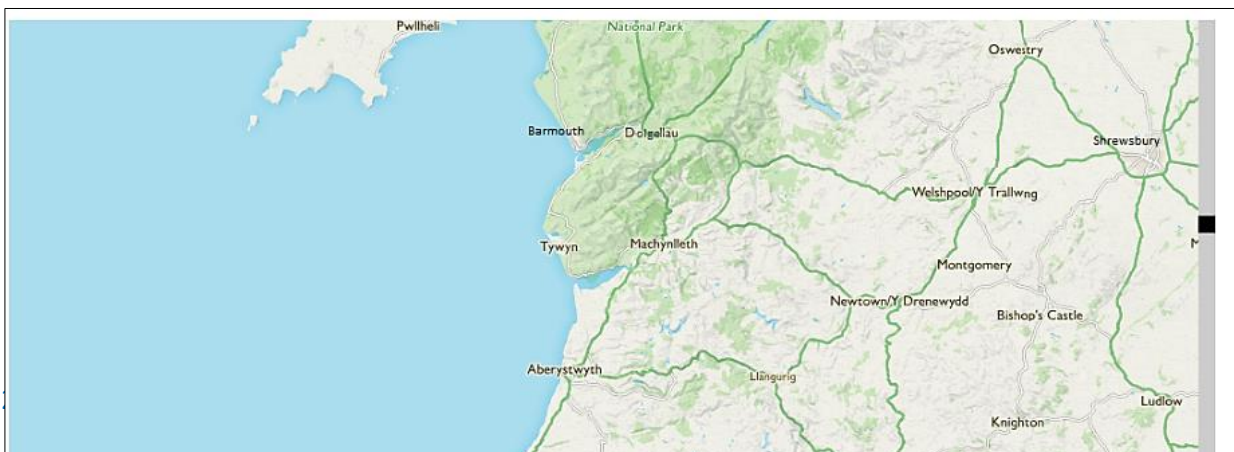 Pwllheli
National Park
Oswestry
Barmouth
Dolgellau
Shrewsbury
Welshpool/Y Trallwng
Tywyn
Machynlleth
Montgomery
Newtown/Y Drenewydd
Bishop's Castle
Aberystwyth
Llangurig
Ludlow
Knighton